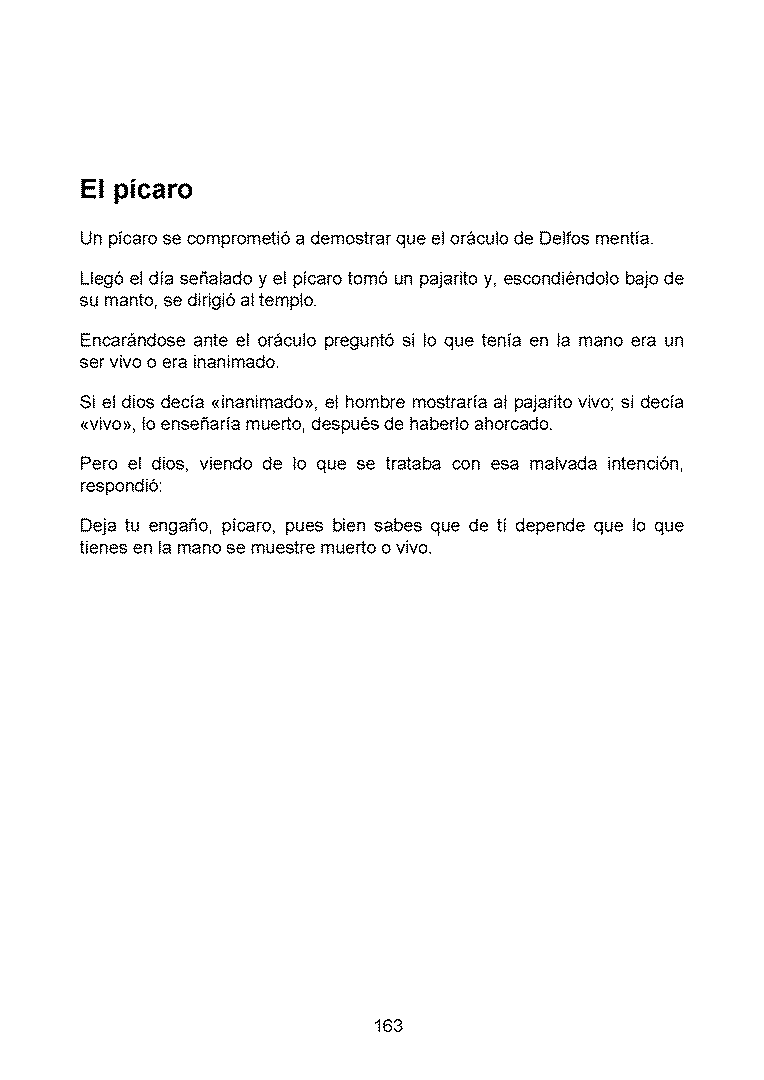 El pícaro
Un pícaro se comprometió a demostrar que el oráculo de Delfos mentía.
Llegó el día señalado y el pícaro tomó un pajarito y, escondiéndolo bajo de
su manto, se dirigió al templo.
Encarándose ante el oráculo preguntó si lo que tenía en la mano era un
ser vivo o era inanimado.
Si el dios decía «inanimado», el hombre mostraría al pajarito vivo; si decía
«vivo», lo enseñaría muerto, después de haberlo ahorcado.
Pero el dios, viendo de lo que se trataba con esa malvada intención,
respondió:
Deja tu engaño, pícaro, pues bien sabes que de tí depende que lo que
tienes en la mano se muestre muerto o vivo.
163